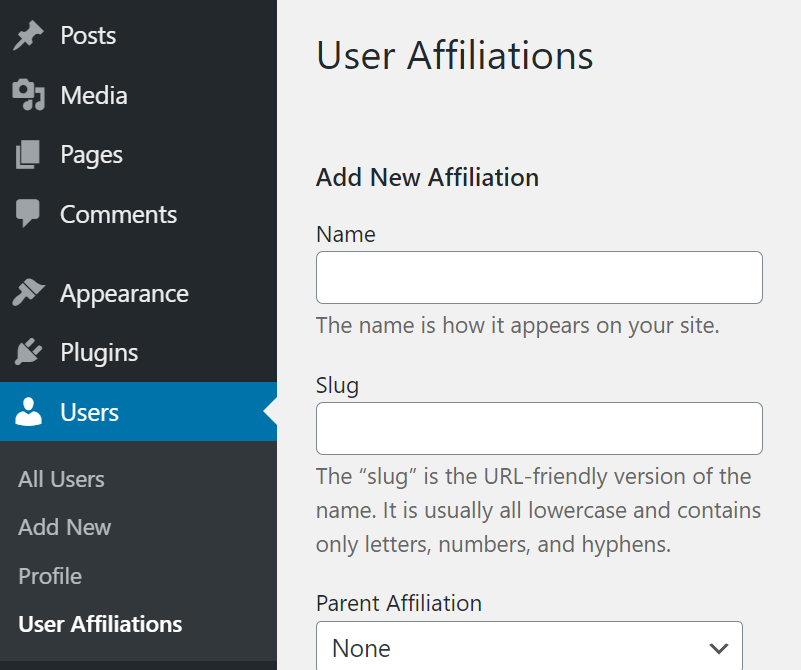 Posts
Media
Pages
Comments
Appearance
Plugins
Users
All Users
Add New
Profile
User Affiliations
User Affiliations
Add New Affiliation
Name
The name is how it appears on your site.
Slug
The “slug” is the URL-friendly version of the
name. It is usually all lowercase and contains
only letters, numbers, and hyphens.
Parent Affiliation
None